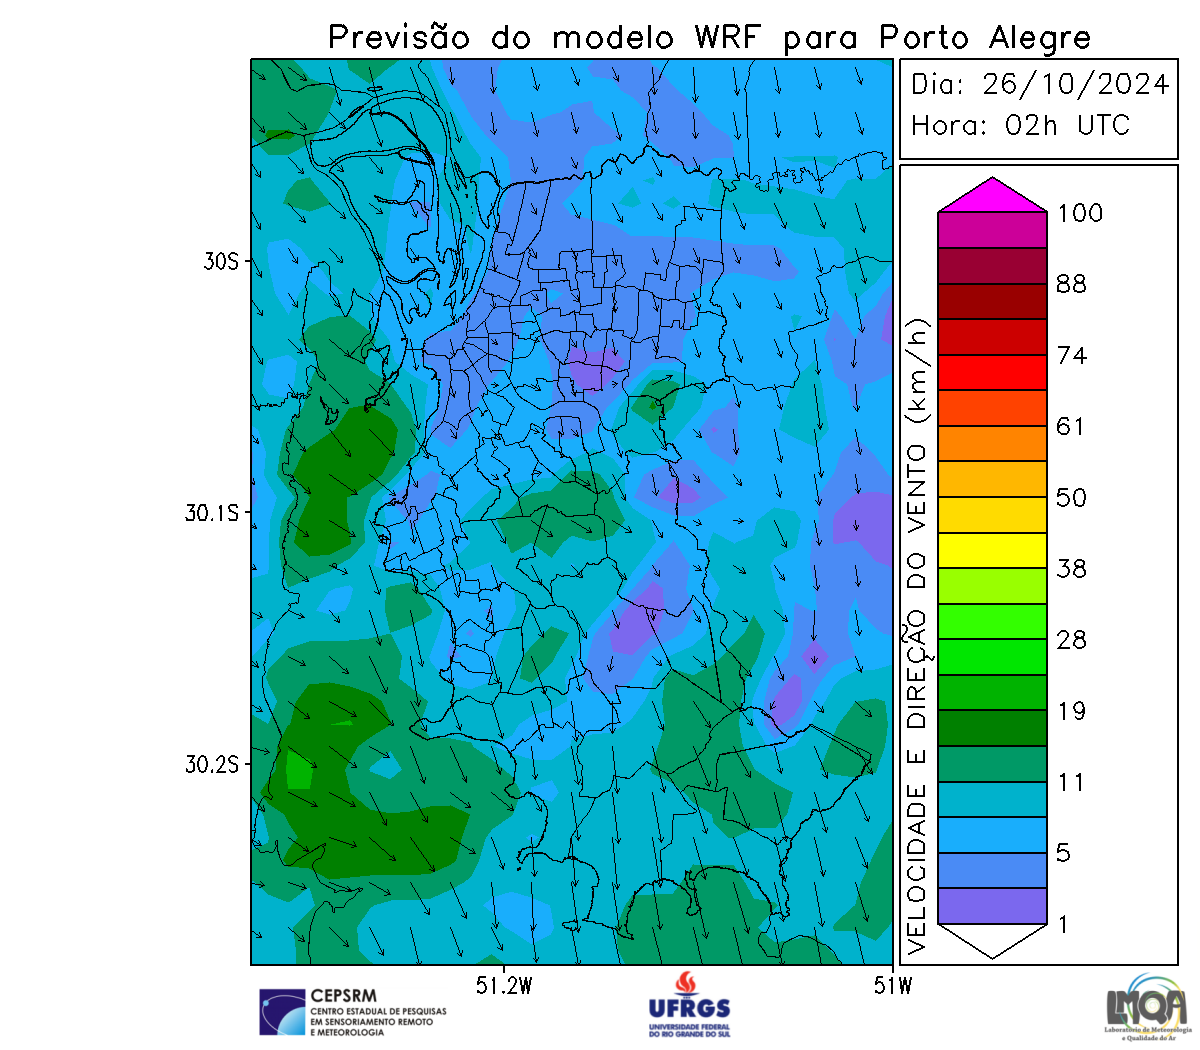 Previsão do modelo WRF para Porto Alegre
Dia: 26/10/2024
Hora: 02h UTC
VELOCIDADE E DIREÇÃO DO VENTO (km/h)
100
88
74
61
50
38
28
19
11
5
1
30S
30.1S
30.2S
51.2W
51W
CEPSRM
CENTRO ESTADUAL DE PESQUISAS
EM SENSORIAMENTO REMOTO
E METEOROLOGIA
UFRGS
UNIVERSIDADE FEDERAL
DO RIO GRANDE DO SUL
LMQA
Laboratório de Meteorologia
e Qualidade do Ar